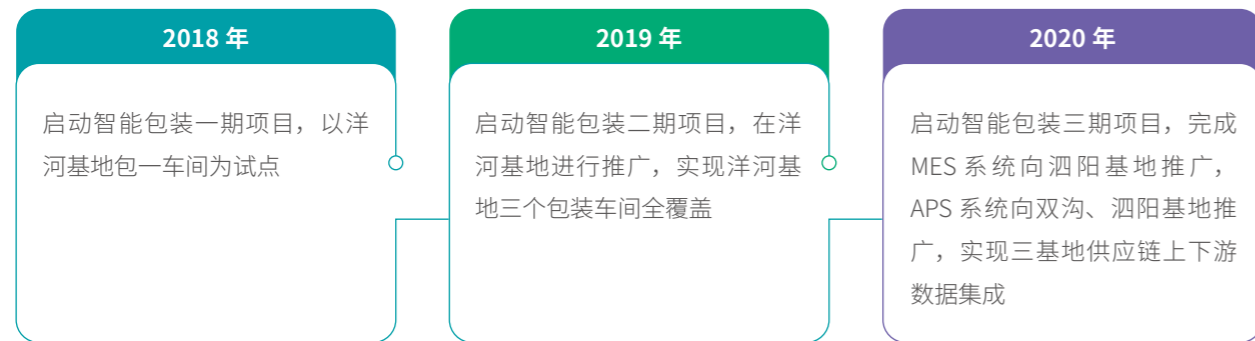 2018 年
启动智能包装一期项目，以洋
河基地包一车间为试点
2019 年
启动智能包装二期项目，在洋
河基地进行推广，实现洋河基
地三个包装车间全覆盖
2020 年
启动智能包装三期项目，完成
MES 系统向泗阳基地推广，
APS 系统向双沟、泗阳基地推
广，实现三基地供应链上下游
数据集成